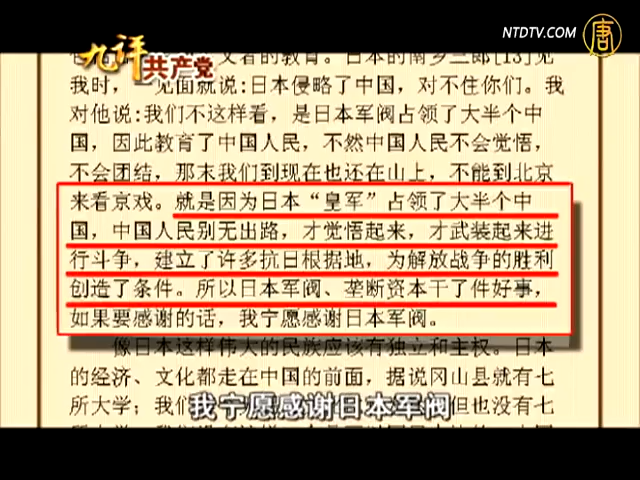 NTDTV.COM
唐
九评
共产党
者的教育。日本的南乡三郎[13]见
我时,一见面就说:日本侵略了中国,对不住你们。我
对他说:我们不这样看,是日本军阀占领了大半个中
国,因此教育了中国人民,不然中国人民不会觉悟,
不会团结,那末我们到现在也还在山上,不能到北京
来看京戏。就是因为日本“皇军”占领了大半个中
国,中国人民别无出路,才觉悟起来,才武装起来进
行斗争,建立了许多抗日根据地,为解放战争的胜利
创造了条件。所以日本军阀、垄断资本干了件好事,
如果要感谢的话,我宁愿感谢日本军阀。
像日本这样伟大的民族应该有独立和主权。日本
的经济、文化都走在中国的前面,据说冈山县就有七
所大学;我们
但也没有七
我宁愿感谢日本军阀